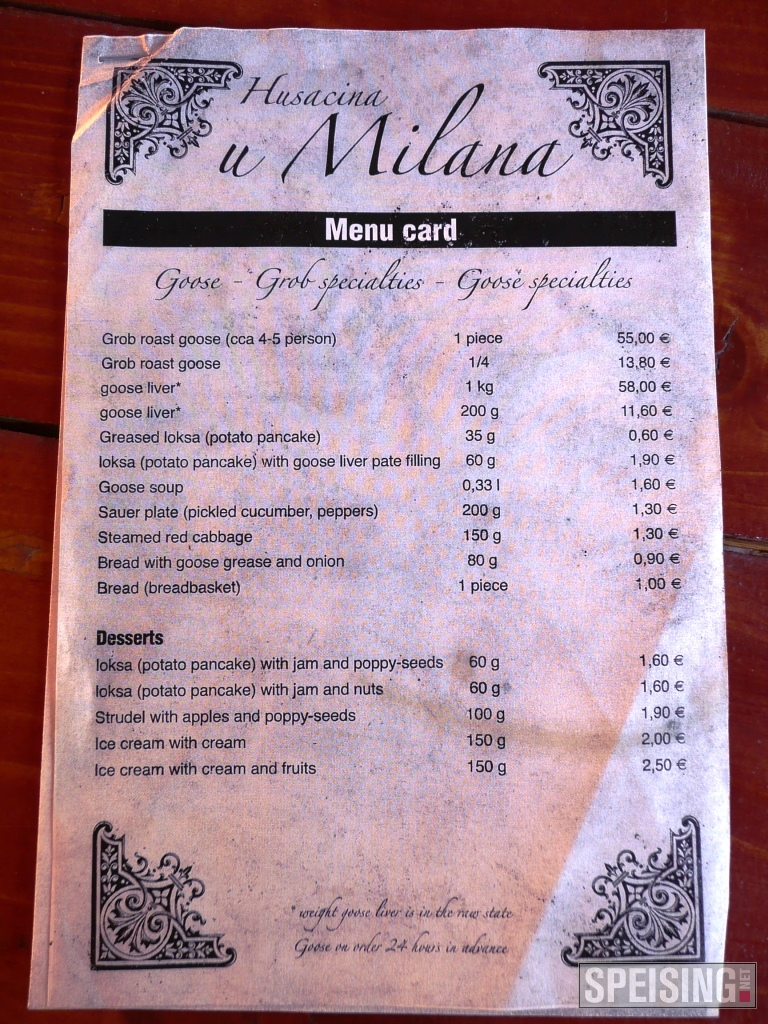 Husacina
u Milana
Menu card
Goose - Grob specialties - Goose specialties
Grob roast goose (cca 4-5 person) 1 piece 55,00 €
Grob roast goose 1/4 13,80 €
goose liver* 1 kg 58,00 €
goose liver* 200 g 11,60 €
Greased loksa (potato pancake) 35 g 0,60 €
loksa (potato pancake) with goose liver pate filling 60 g 1,90 €
Goose soup 0,33 l 1,60 €
Sauer plate (pickled cucumber, peppers) 200 g 1,30 €
Steamed red cabbage 150 g 1,30 €
Bread with goose grease and onion 80 g 0,90 €
Bread (breadbasket) 1 piece 1,00 €
Desserts
loksa (potato pancake) with jam and poppy-seeds 60 g 1,60 €
loksa (potato pancake) with jam and nuts 60 g 1,60 €
Strudel with apples and poppy-seeds 100 g 1,90 €
Ice cream with cream 150 g 2,00 €
Ice cream with cream and fruits 150 g 2,50 €
* weight goose liver is in the raw state
Goose on order 24 hours in advance
SPEISING.NET